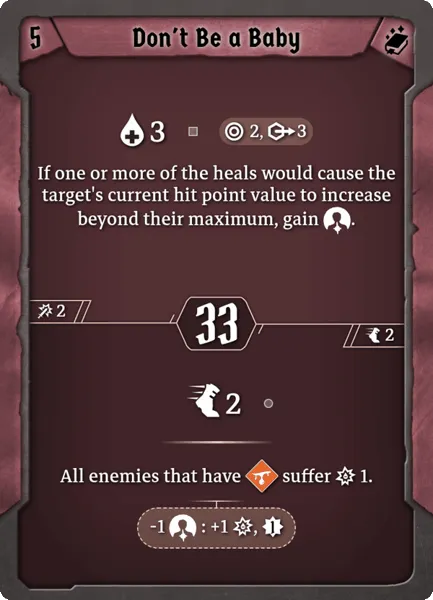 5 Don't Be a Baby
3 2, 3
If one or more of the heals would cause the
target's current hit point value to increase
beyond their maximum, gain .
2
33
2
2
All enemies that have suffer 1.
-1 : +1 , 1